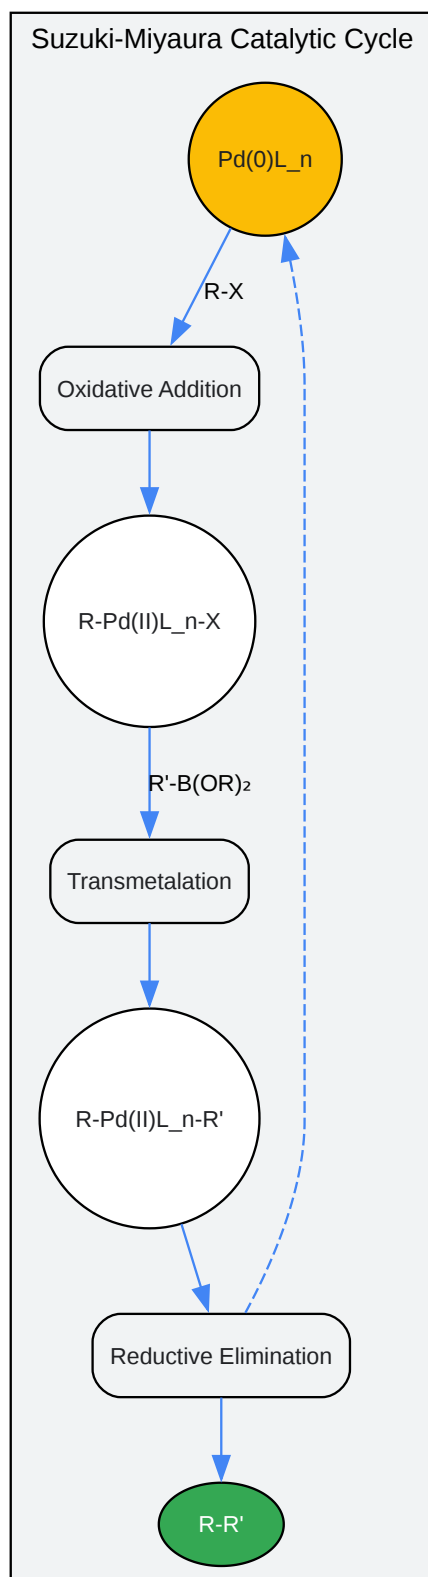 Suzuki-Miyaura Catalytic Cycle
Pd(0)L_n
R-X
Oxidative Addition
R-Pd(II)L_n-X
R'-B(OR)₂
Transmetalation
R-Pd(II)L_n-R'
Reductive Elimination
R-R'